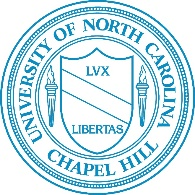 UNIVERSITY OF NORTH CAROLINA
LVX
LIBERTAS
CHAPEL HILL